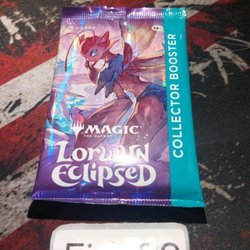 MAGIC
THE GATHERING
LORWYN
ECLIPSED
COLLECTOR BOOSTER